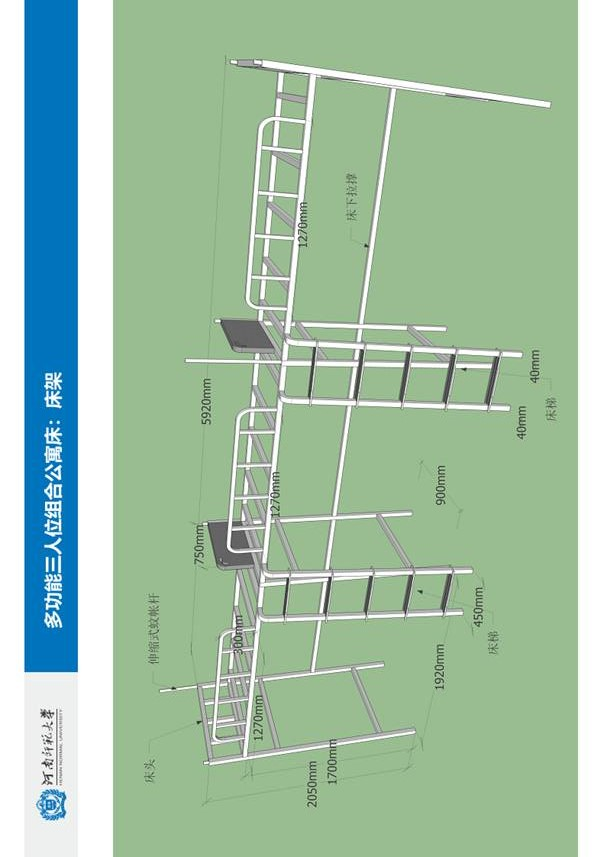 河南师范大学
HENAN NORMAL UNIVERSITY
多功能三人位组合公寓床：床架
床头
伸缩式蚊帐杆
750mm
5920mm
300mm
1270mm
1270mm
1270mm
床下拉撑
2050mm
1700mm
1920mm
450mm
床梯
900mm
40mm
40mm
床梯